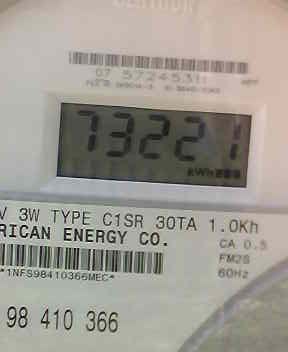 07 57245311
73221
kWh
V 3W TYPE C1SR 30TA 1.0Kh
RICAN ENERGY CO.
CA 0.5
FM2S
60Hz
*1NFS98410366MEC*
98 410 366